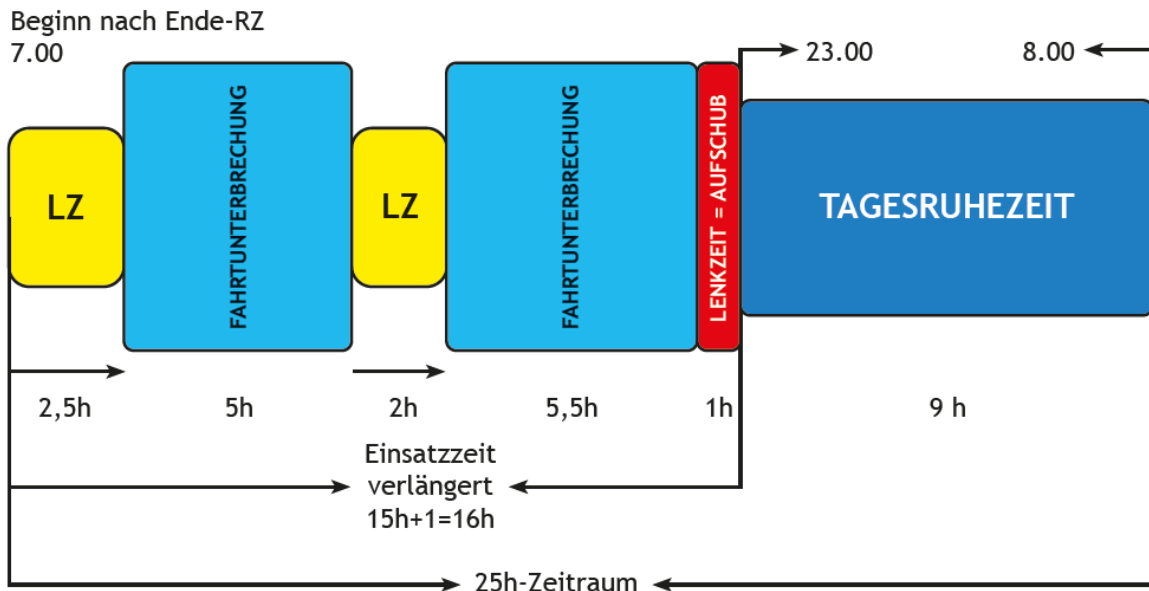 Beginn nach Ende-RZ
7.00
23.00
8.00
LZ
FAHRTUNTERBRECHUNG
LZ
FAHRTUNTERBRECHUNG
LENKZEIT = AUFSCHUB
TAGESRUHEZEIT
2,5h
5h
2h
5,5h
1h
9 h
Einsatzzeit
verlängert
15h+1=16h
25h-Zeitraum